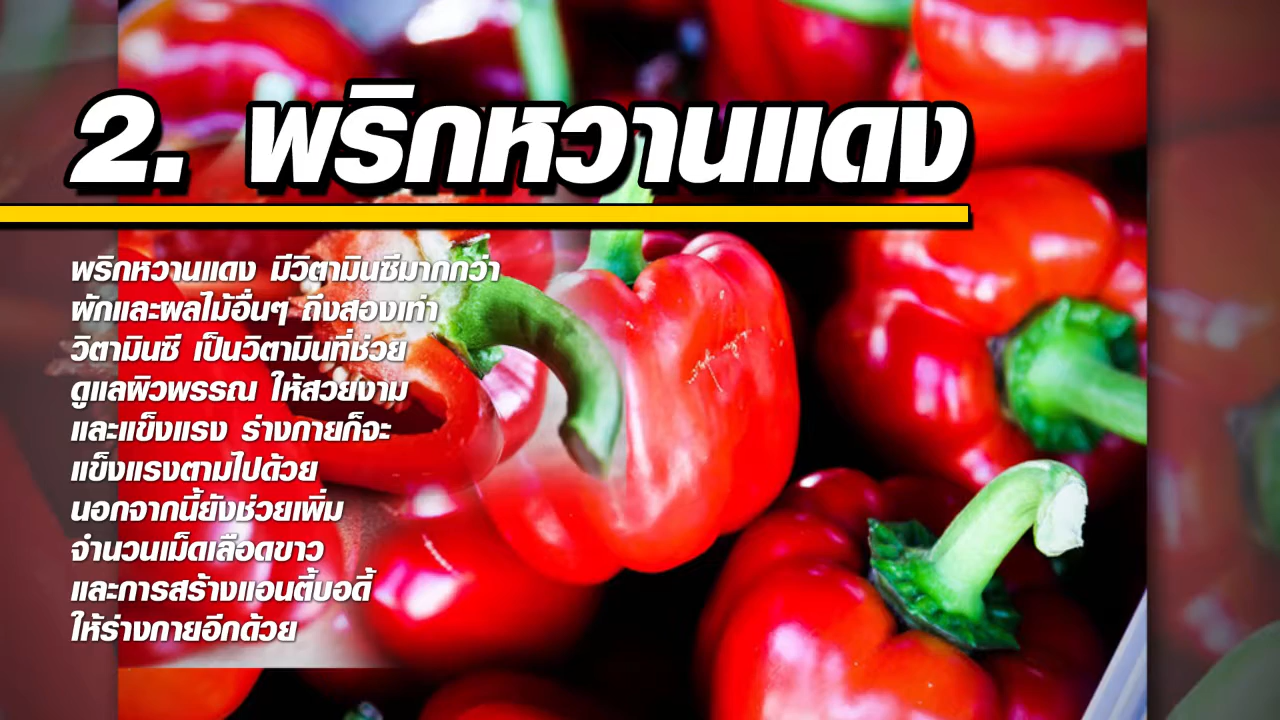 2. พริกหวานแดง
พริกหวานแดง มีวิตามินซีมากกว่า
ผักและผลไม้อื่นๆ ถึงสองเท่า
วิตามินซี เป็นวิตามินที่ช่วย
ดูแลผิวพรรณ ให้สวยงาม
และแข็งแรง ร่างกายก็จะ
แข็งแรงตามไปด้วย
นอกจากนี้ยังช่วยเพิ่ม
จำนวนเม็ดเลือดขาว
และการสร้างแอนตี้บอดี้
ให้ร่างกายอีกด้วย